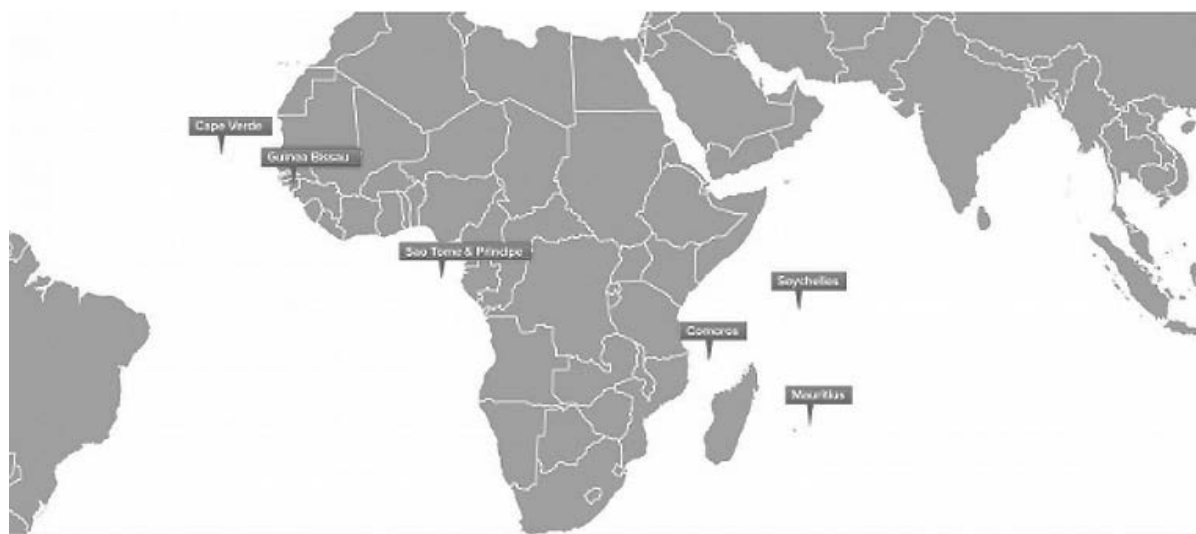 Cape Verde
Guinea Bissau
Sao Tome & Principe
Seychelles
Comoros
Mauritius